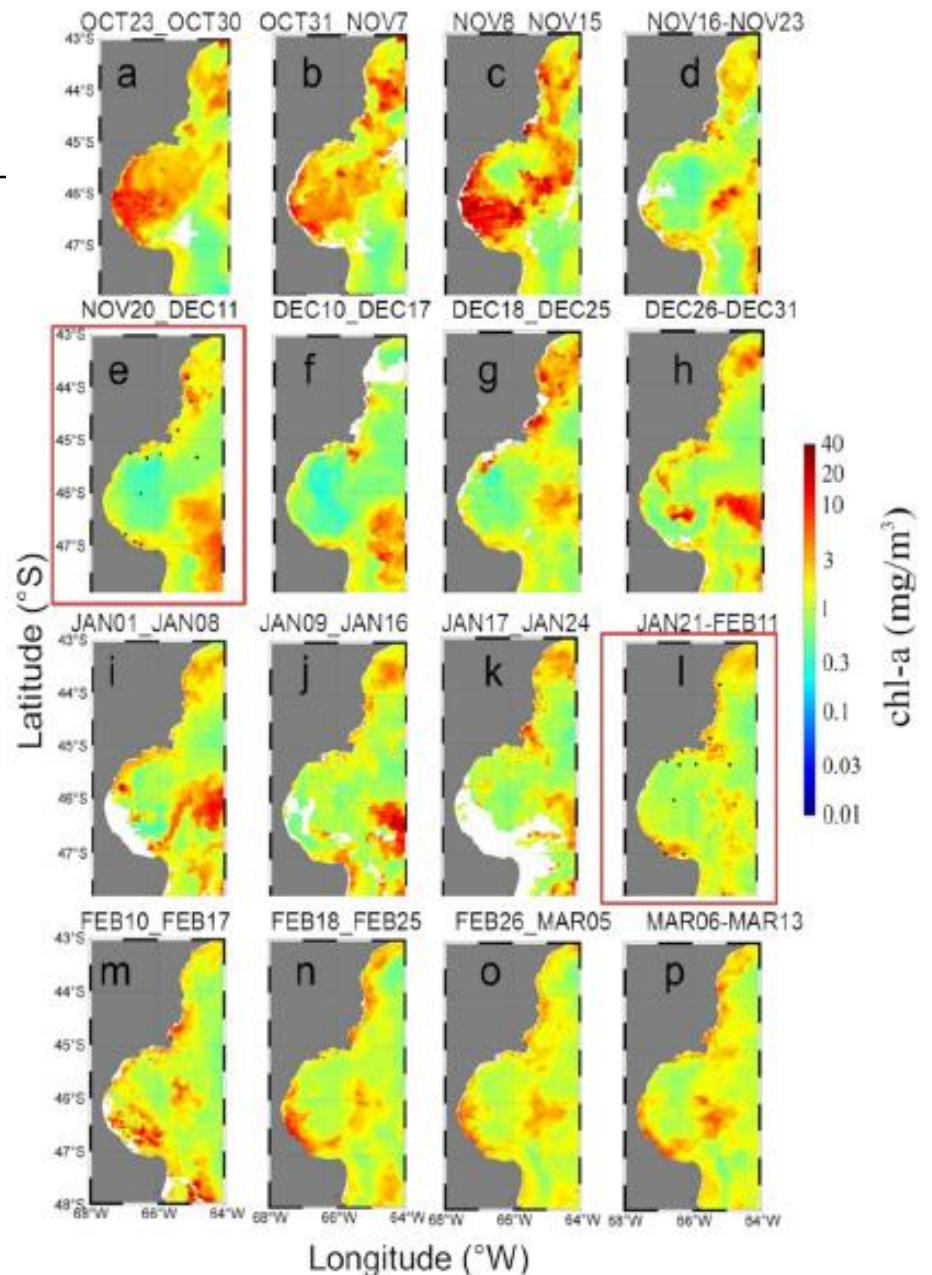 OCT23_OCT30 OCT31_NOV7 NOV8_NOV15 NOV16-NOV23
43°S
a b c d
44°S
45°S
46°S
47°S
NOV20_DEC11 DEC10_DEC17 DEC18_DEC25 DEC26-DEC31
43°S
e f g h
44°S
45°S
46°S
47°S
40
20
10
3
1
0.3
0.1
0.03
0.01
chl-a (mg/m³)
Latitude (°S)
JAN01_JAN08 JAN09_JAN16 JAN17_JAN24 JAN21-FEB11
43°S
i j k l
44°S
45°S
46°S
47°S
FEB10_FEB17 FEB18_FEB25 FEB26_MAR05 MAR06-MAR13
43°S
m n o p
44°S
45°S
46°S
47°S
48°S
68°W 66°W 64°W 68°W 66°W 64°W 68°W 66°W 64°W 68°W 66°W 64°W
Longitude (°W)